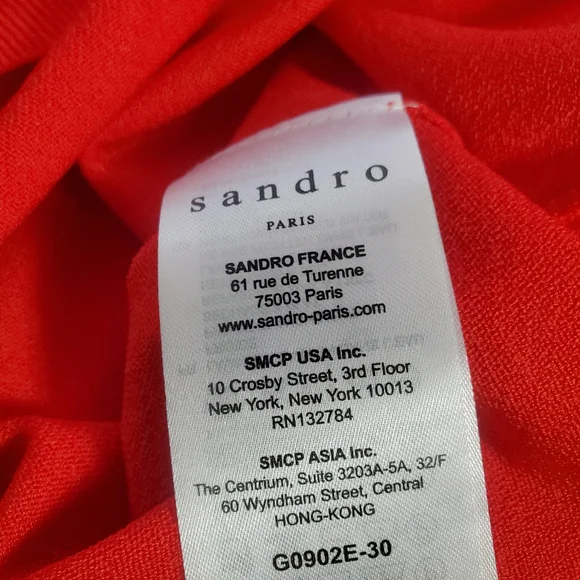 sandro
PARIS
SANDRO FRANCE
61 rue de Turenne
75003 Paris
www.sandro-paris.com
SMCP USA Inc.
10 Crosby Street, 3rd Floor
New York, New York 10013
RN132784
SMCP ASIA Inc.
The Centrium, Suite 3203A-5A, 32/F
60 Wyndham Street, Central
HONG-KONG
G0902E-30